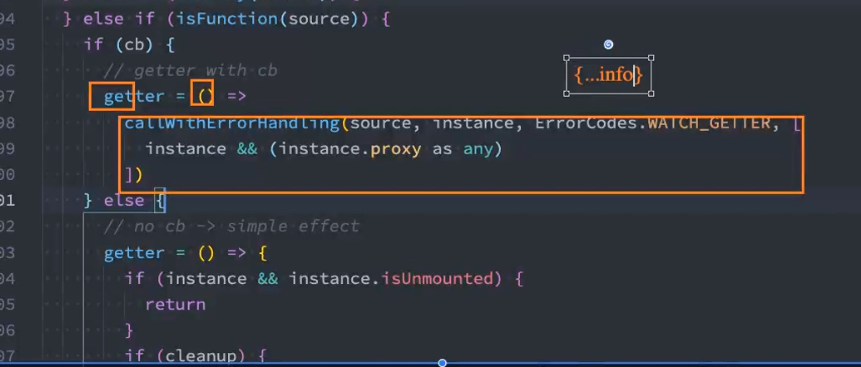 94 } else if (isFunction(source)) {
95 if (cb) {
96 // getter with cb
97 getter = () =>
98 callWithErrorHandling(source, instance, ErrorCodes.WATCH_GETTER, [
99 instance && (instance.proxy as any)
00 ])
01 } else {
02 // no cb -> simple effect
03 getter = () => {
04 if (instance && instance.isUnmounted) {
05 return
06 }
07 if (cleanup) {
{...info}